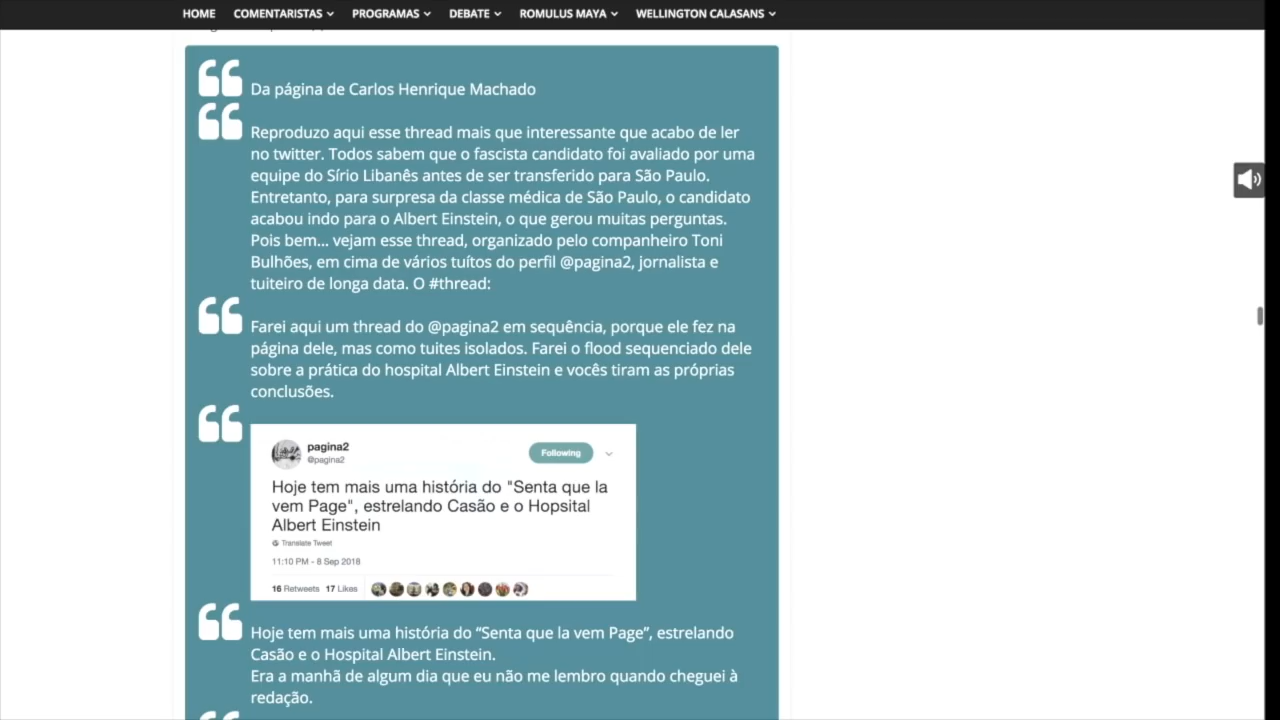 HOME COMENTARISTAS PROGRAMAS DEBATE ROMULUS MAYA WELLINGTON CALASANS
Da página de Carlos Henrique Machado
Reproduzo aqui esse thread mais que interessante que acabo de ler
no twitter. Todos sabem que o fascista candidato foi avaliado por uma
equipe do Sírio Libanês antes de ser transferido para São Paulo.
Entretanto, para surpresa da classe médica de São Paulo, o candidato
acabou indo para o Albert Einstein, o que gerou muitas perguntas.
Pois bem... vejam esse thread, organizado pelo companheiro Toni
Bulhões, em cima de vários tuítos do perfil @pagina2, jornalista e
tuiteiro de longa data. O #thread:
Farei aqui um thread do @pagina2 em sequência, porque ele fez na
página dele, mas como tuites isolados. Farei o flood sequenciado dele
sobre a prática do hospital Albert Einstein e vocês tiram as próprias
conclusões.
pagina2
@pagina2
Following
Hoje tem mais uma história do "Senta que la
vem Page", estrelando Casão e o Hopsital
Albert Einstein
Translate Tweet
11:10 PM - 8 Sep 2018
16 Retweets 17 Likes
Hoje tem mais uma história do “Senta que la vem Page”, estrelando
Casão e o Hospital Albert Einstein.
Era a manhã de algum dia que eu não me lembro quando cheguei à
redação.